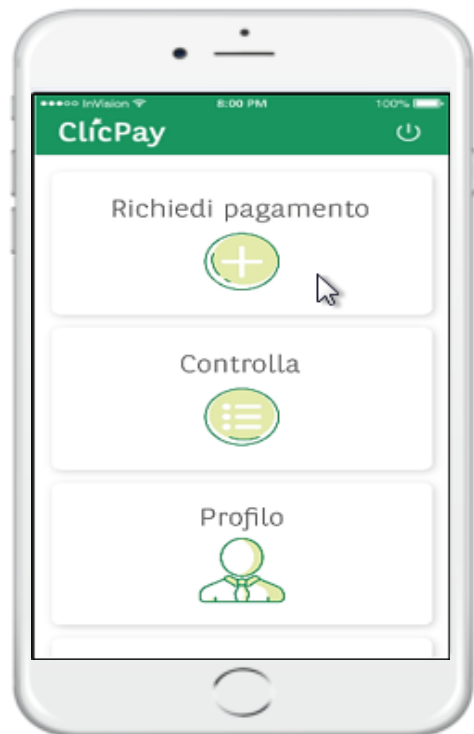 ●●●○○ InVision 8:00 PM 100%
ClicPay
Richiedi pagamento
Controlla
Profilo